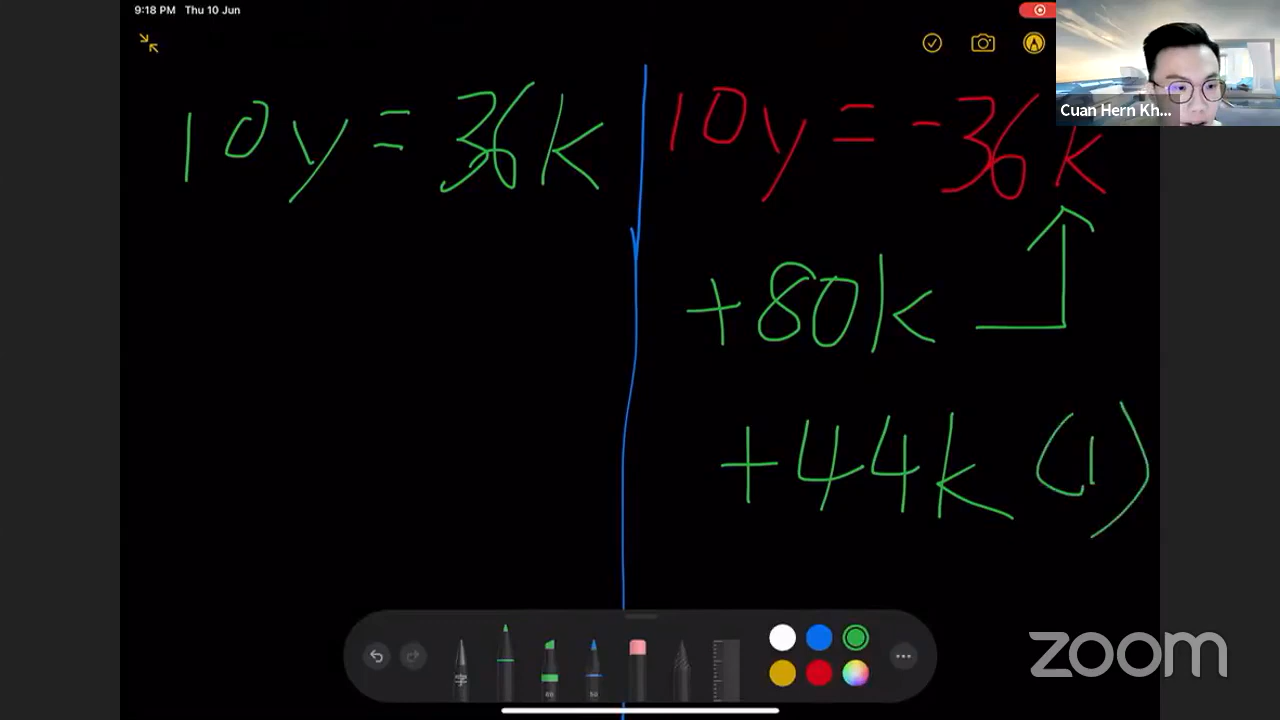 9:18 PM Thu 10 Jun
Cuan Hern Kh...
10y = 36k
10y = -36k
+80k
+44k (1)
zoom